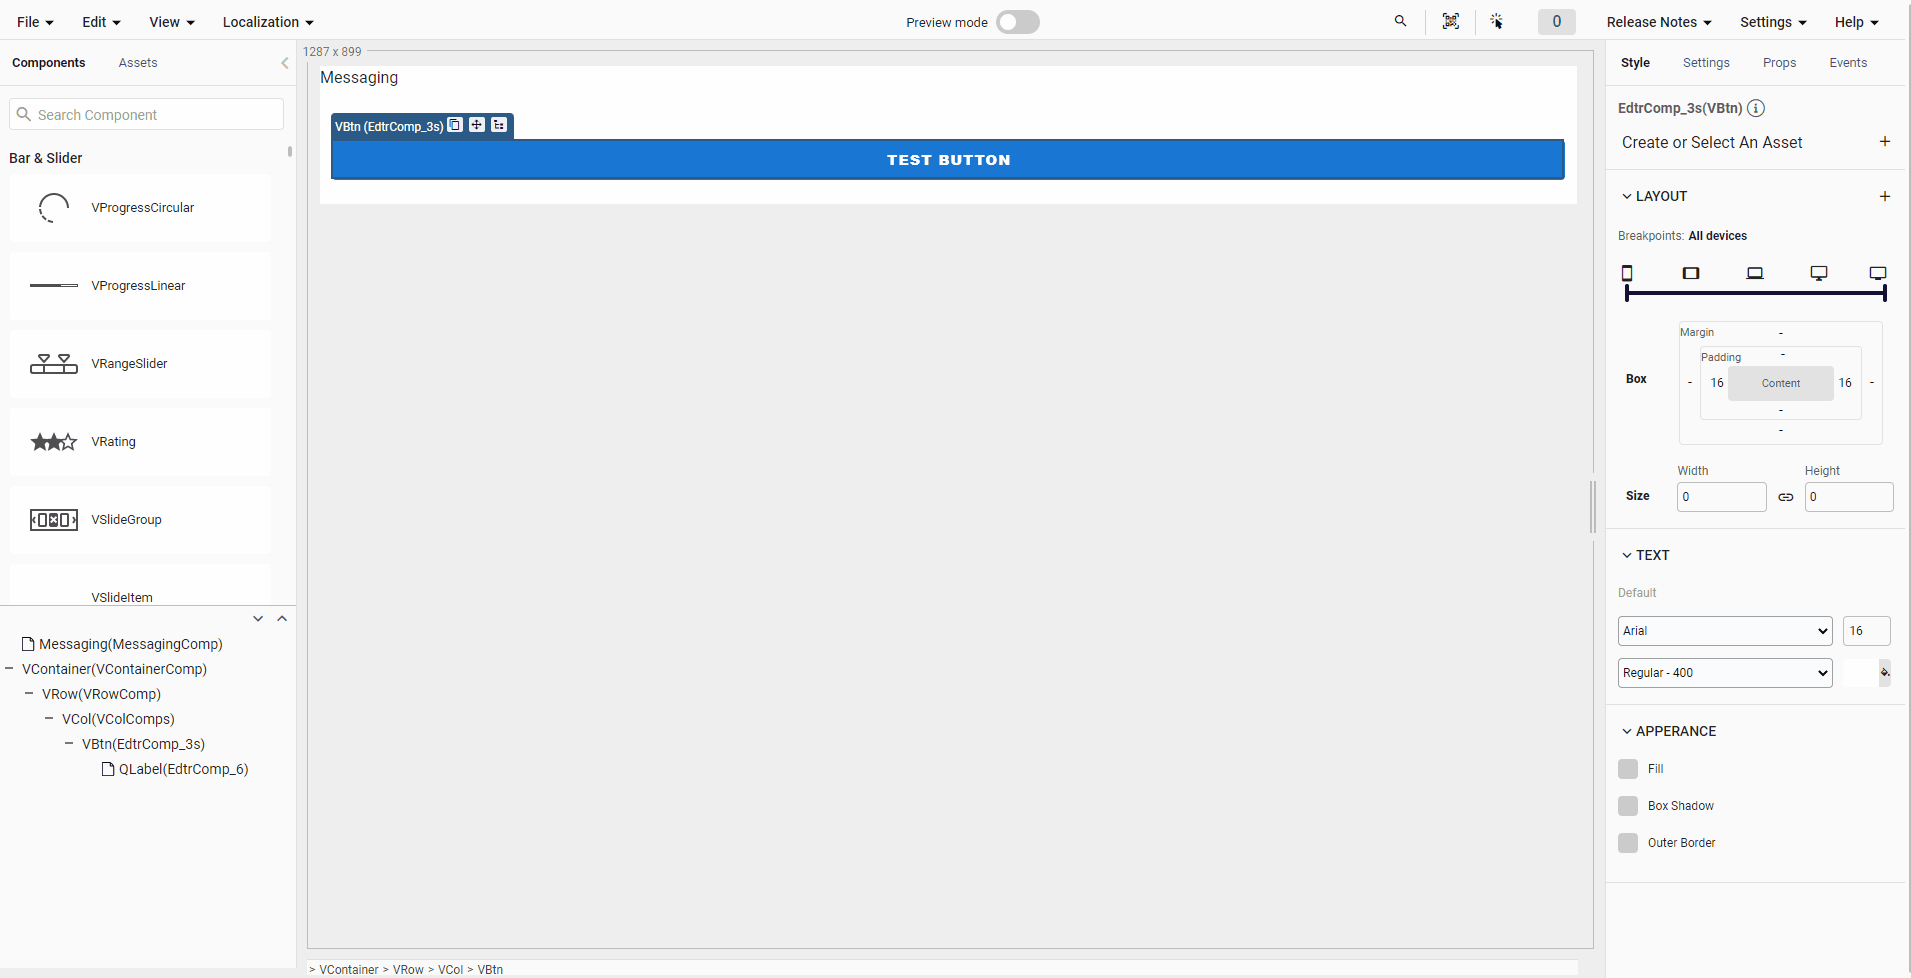 File Edit View Localization Preview mode 0 Release Notes Settings Help
Components Assets
Search Component
Bar & Slider
VProgressCircular
VProgressLinear
VRangeSlider
VRating
VSlideGroup
VSlideItem
Messaging(MessagingComp)
VContainer(VContainerComp)
VRow(VRowComp)
VCol(VColComps)
VBtn(EdtrComp_3s)
QLabel(EdtrComp_6)
1287 x 899
Messaging
VBtn (EdtrComp_3s)
TEST BUTTON
> VContainer > VRow > VCol > VBtn
Style Settings Props Events
EdtrComp_3s(VBtn)
Create or Select An Asset +
LAYOUT +
Breakpoints: All devices
Margin -
Padding -
Box - 16 Content 16 -
-
-
Width Height
Size 0 0
TEXT
Default
Arial 16
Regular - 400
APPERANCE
Fill
Box Shadow
Outer Border